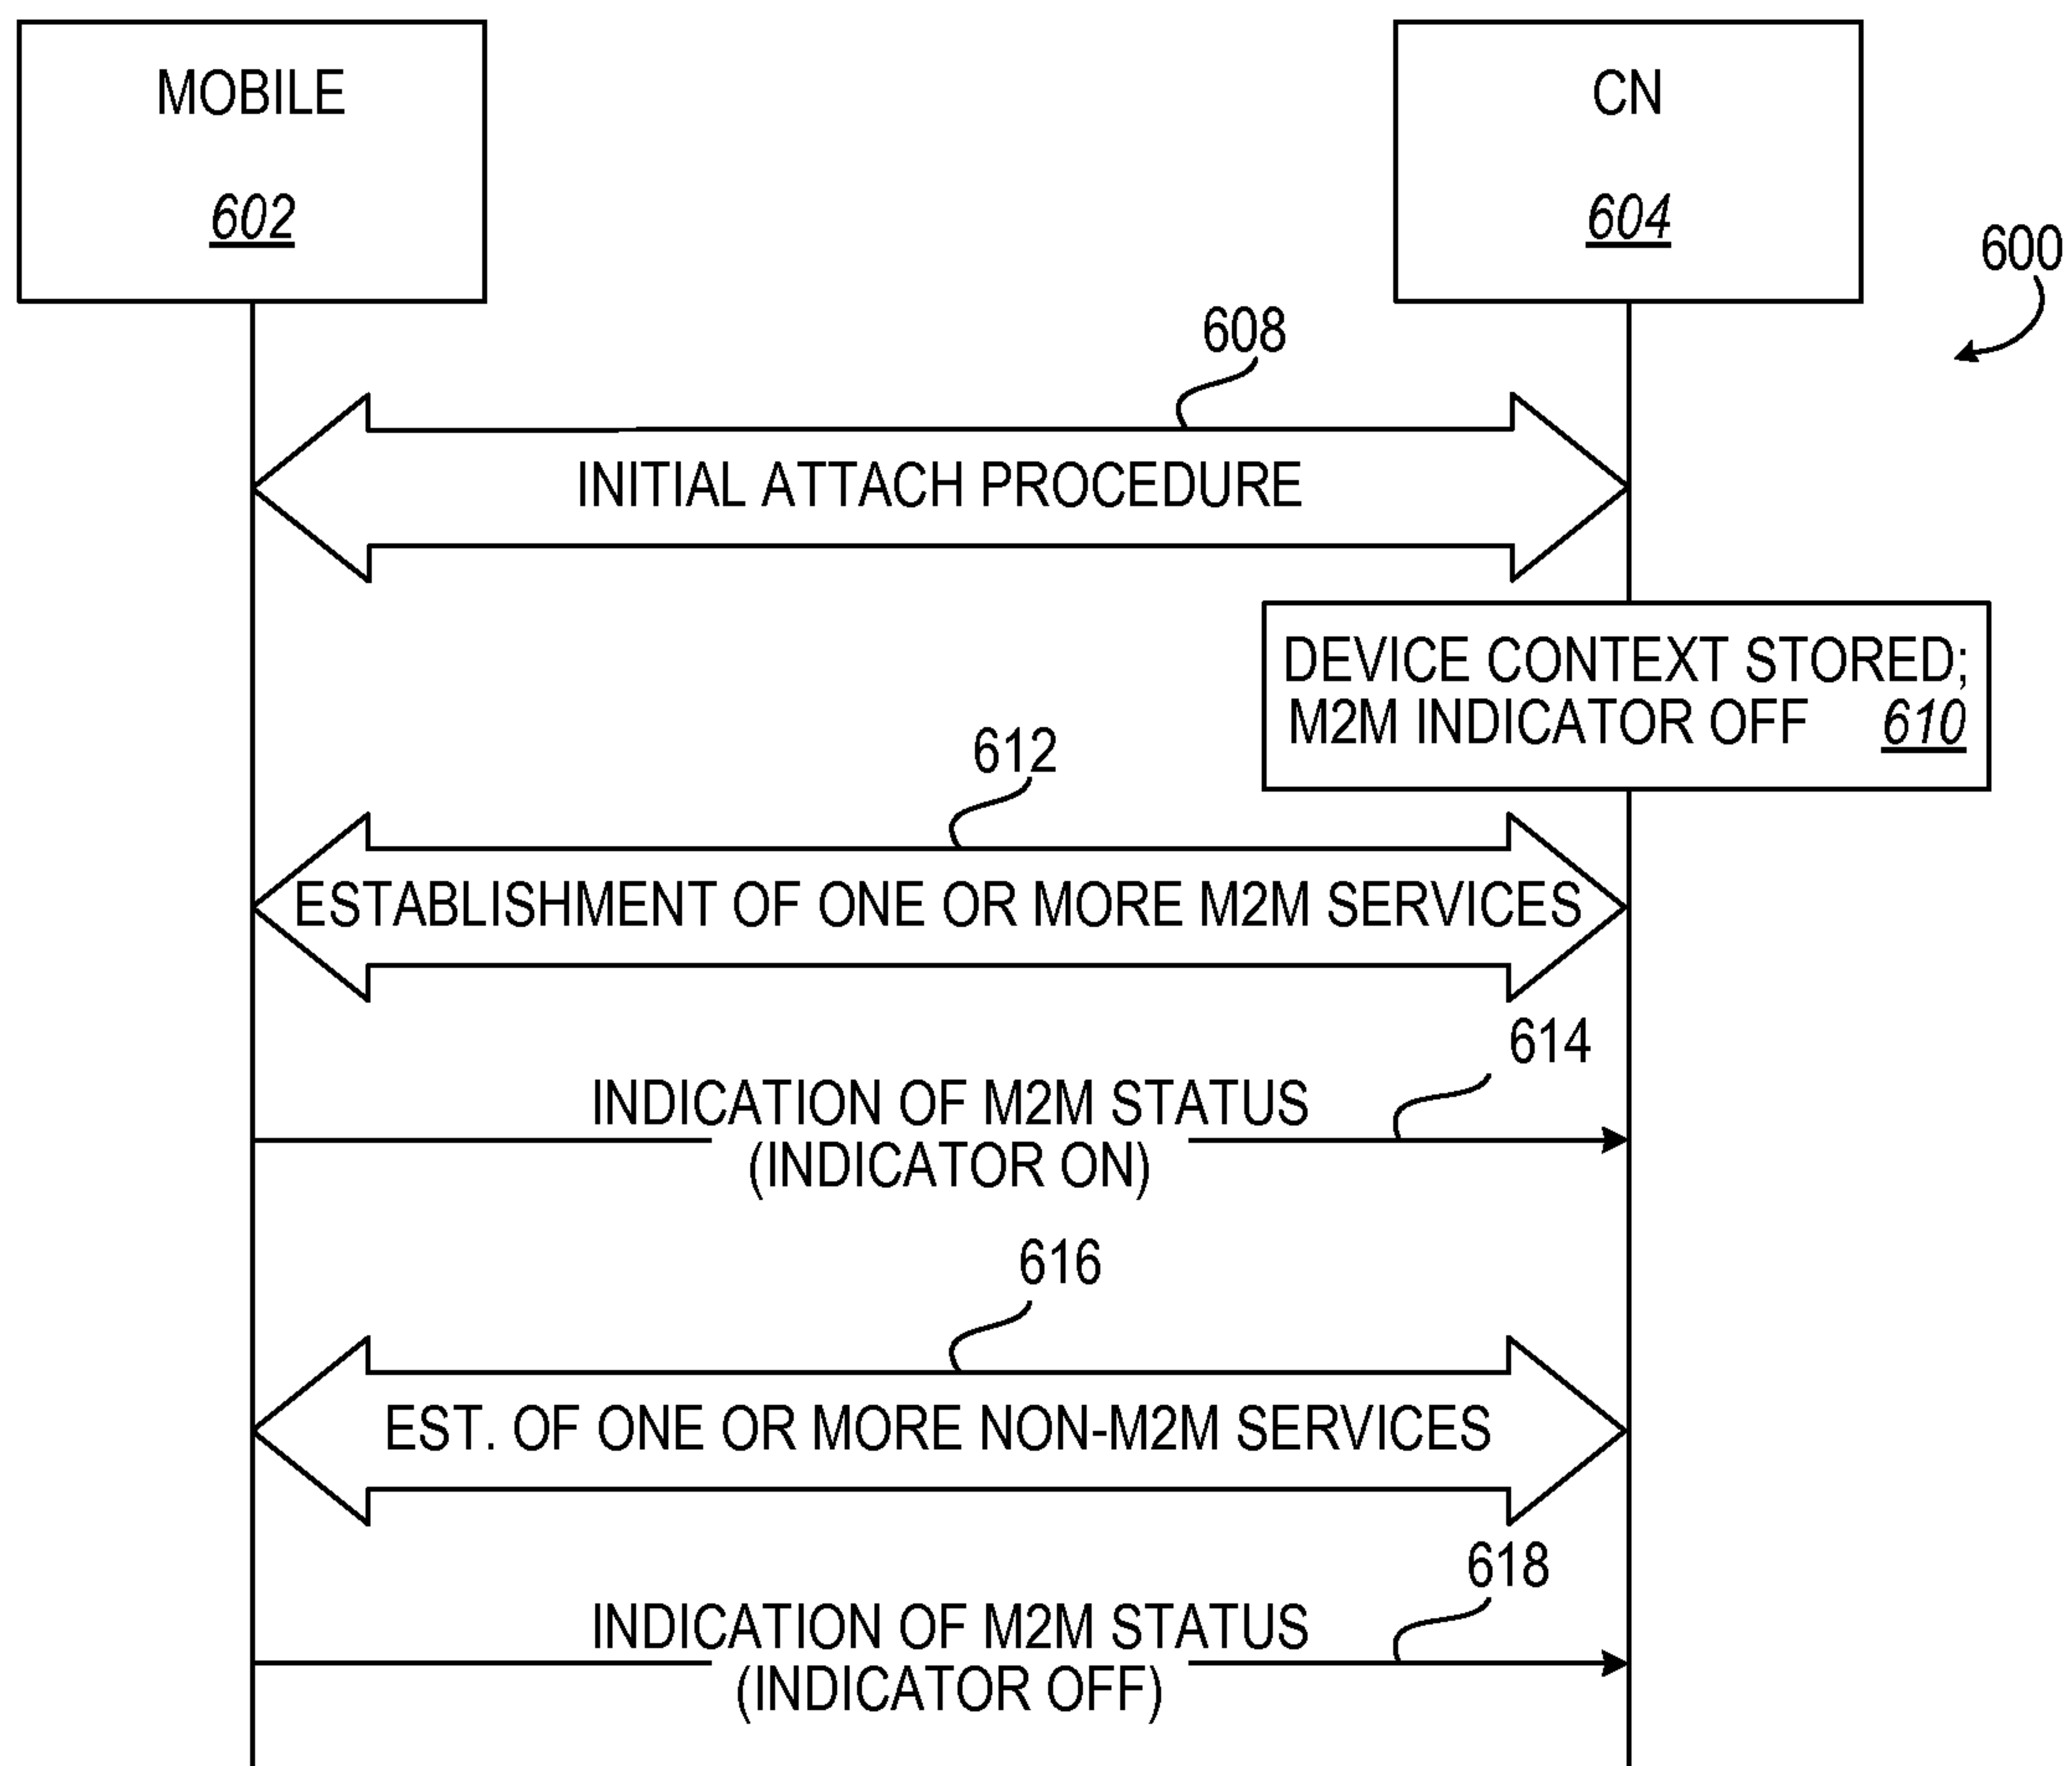 MOBILE
602
CN
604
600
608
INITIAL ATTACH PROCEDURE
DEVICE CONTEXT STORED;
M2M INDICATOR OFF 610
612
ESTABLISHMENT OF ONE OR MORE M2M SERVICES
614
INDICATION OF M2M STATUS
(INDICATOR ON)
616
EST. OF ONE OR MORE NON-M2M SERVICES
618
INDICATION OF M2M STATUS
(INDICATOR OFF)